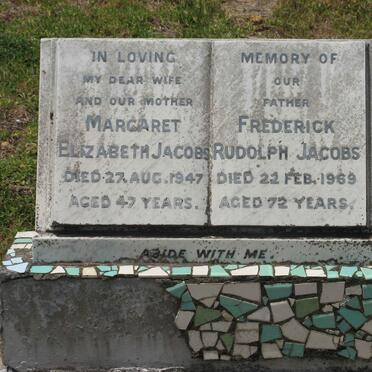 IN LOVING
MY DEAR WIFE
AND OUR MOTHER
MARGARET
ELIZABETH JACOBS
DIED 27 AUG. 1947
AGED 47 YEARS.
MEMORY OF
OUR
FATHER
FREDERICK
RUDOLPH JACOBS
DIED 22 FEB. 1969
AGED 72 YEARS.
ABIDE WITH ME.